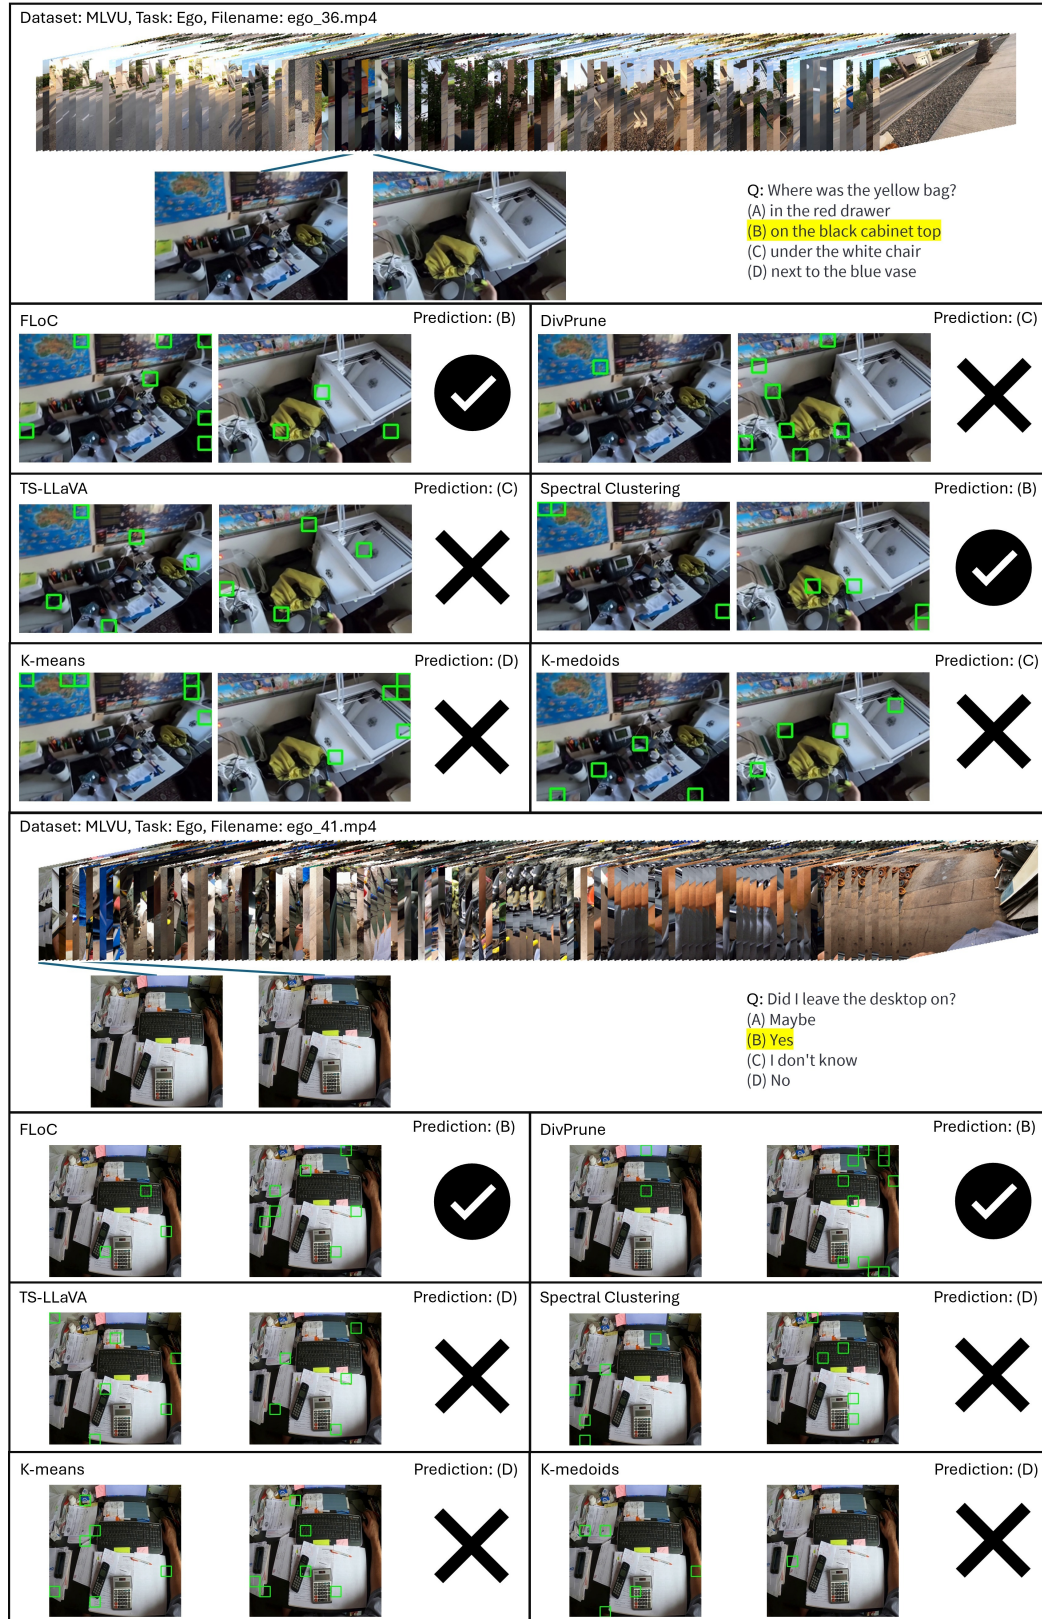 Dataset: MLVU, Task: Ego, Filename: ego_36.mp4
Q: Where was the yellow bag?
(A) in the red drawer
(B) on the black cabinet top
(C) under the white chair
(D) next to the blue vase
FLoC
Prediction: (B)
DivPrune
Prediction: (C)
TS-LLaVA
Prediction: (C)
Spectral Clustering
Prediction: (B)
K-means
Prediction: (D)
K-medoids
Prediction: (C)
Dataset: MLVU, Task: Ego, Filename: ego_41.mp4
Q: Did I leave the desktop on?
(A) Maybe
(B) Yes
(C) I don't know
(D) No
FLoC
Prediction: (B)
DivPrune
Prediction: (B)
TS-LLaVA
Prediction: (D)
Spectral Clustering
Prediction: (D)
K-means
Prediction: (D)
K-medoids
Prediction: (D)